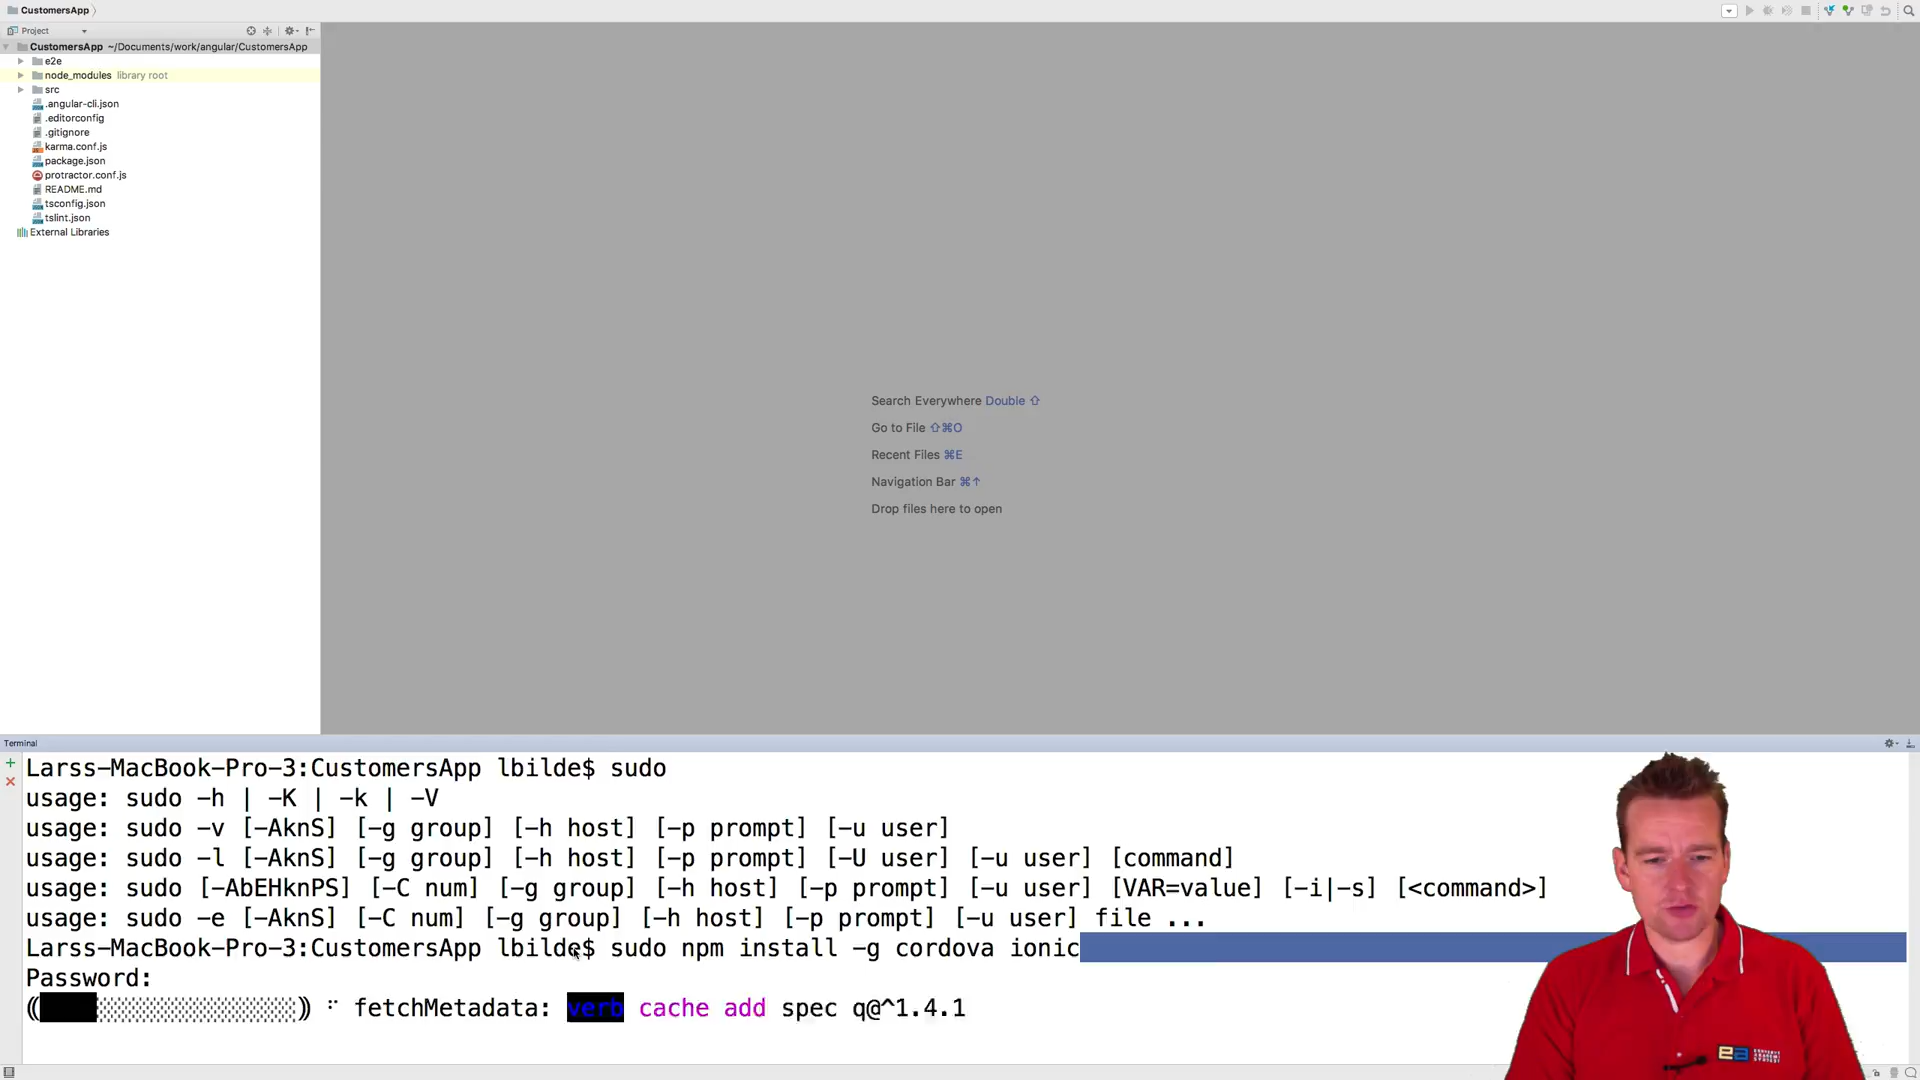 CustomersApp
Project
CustomersApp ~/Documents/work/angular/CustomersApp
e2e
node_modules library root
src
.angular-cli.json
.editorconfig
.gitignore
karma.conf.js
package.json
protractor.conf.js
README.md
tsconfig.json
tslint.json
External Libraries
Search Everywhere Double ⇧
Go to File ⇧⌘O
Recent Files ⌘E
Navigation Bar ⌘↑
Drop files here to open
Terminal
Larss-MacBook-Pro-3:CustomersApp lbilde$ sudo
usage: sudo -h | -K | -k | -V
usage: sudo -v [-AknS] [-g group] [-h host] [-p prompt] [-u user]
usage: sudo -l [-AknS] [-g group] [-h host] [-p prompt] [-U user] [-u user] [command]
usage: sudo [-AbEHknPS] [-C num] [-g group] [-h host] [-p prompt] [-u user] [VAR=value] [-i|-s] [<command>]
usage: sudo -e [-AknS] [-C num] [-g group] [-h host] [-p prompt] [-u user] file ...
Larss-MacBook-Pro-3:CustomersApp lbilde$ sudo npm install -g cordova ionic
Password:
fetchMetadata: verb cache add spec q@^1.4.1
ea